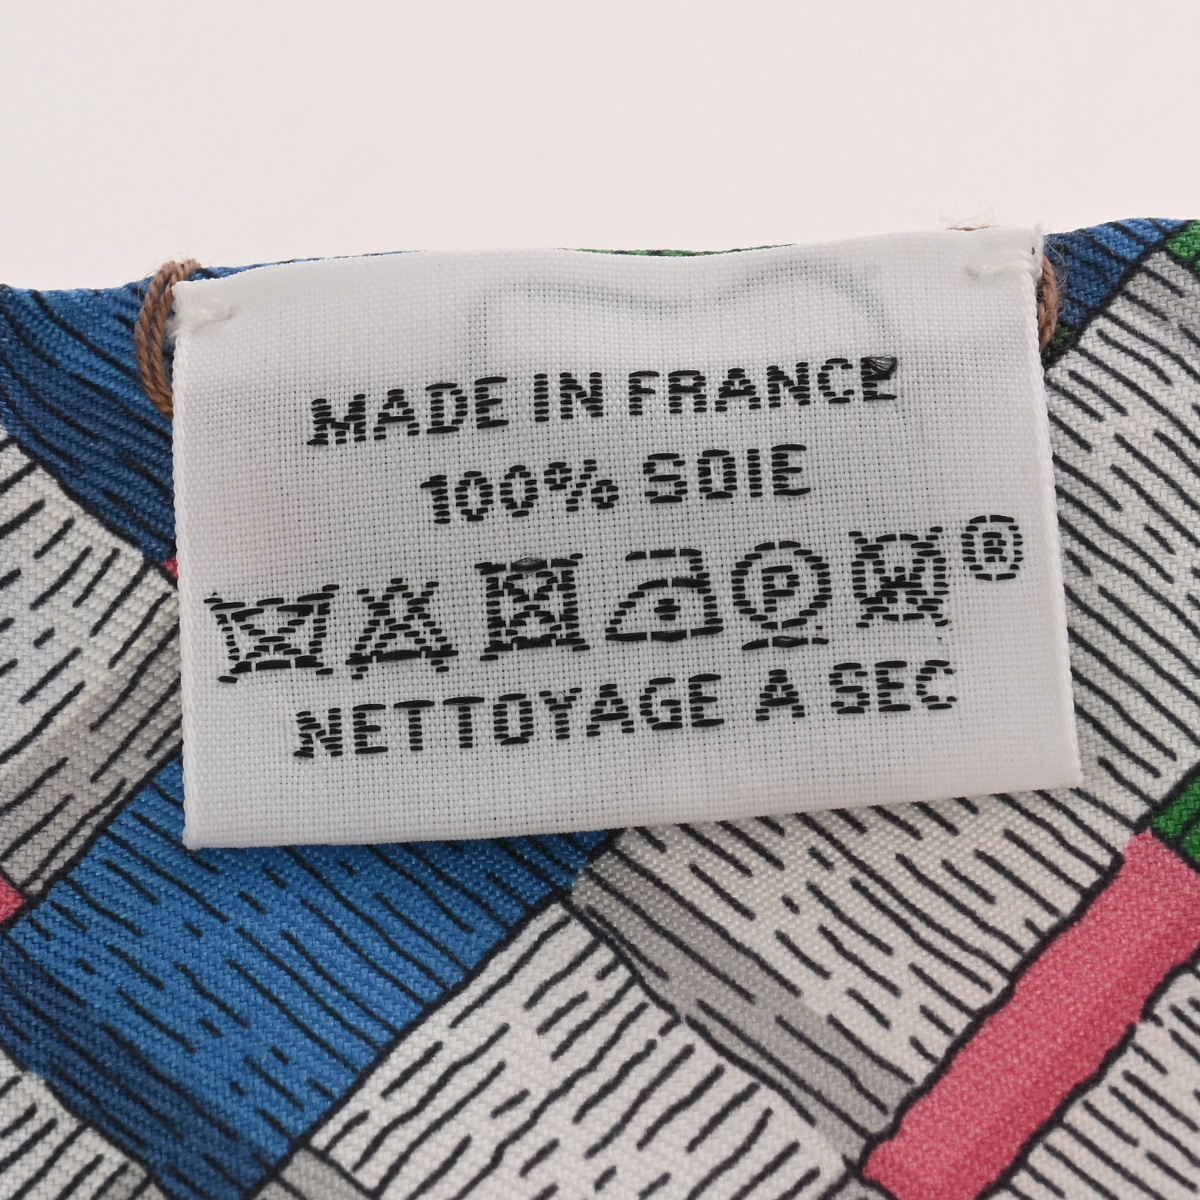 MADE IN FRANCE
100% SOIE
P W ®
NETTOYAGE A SEC